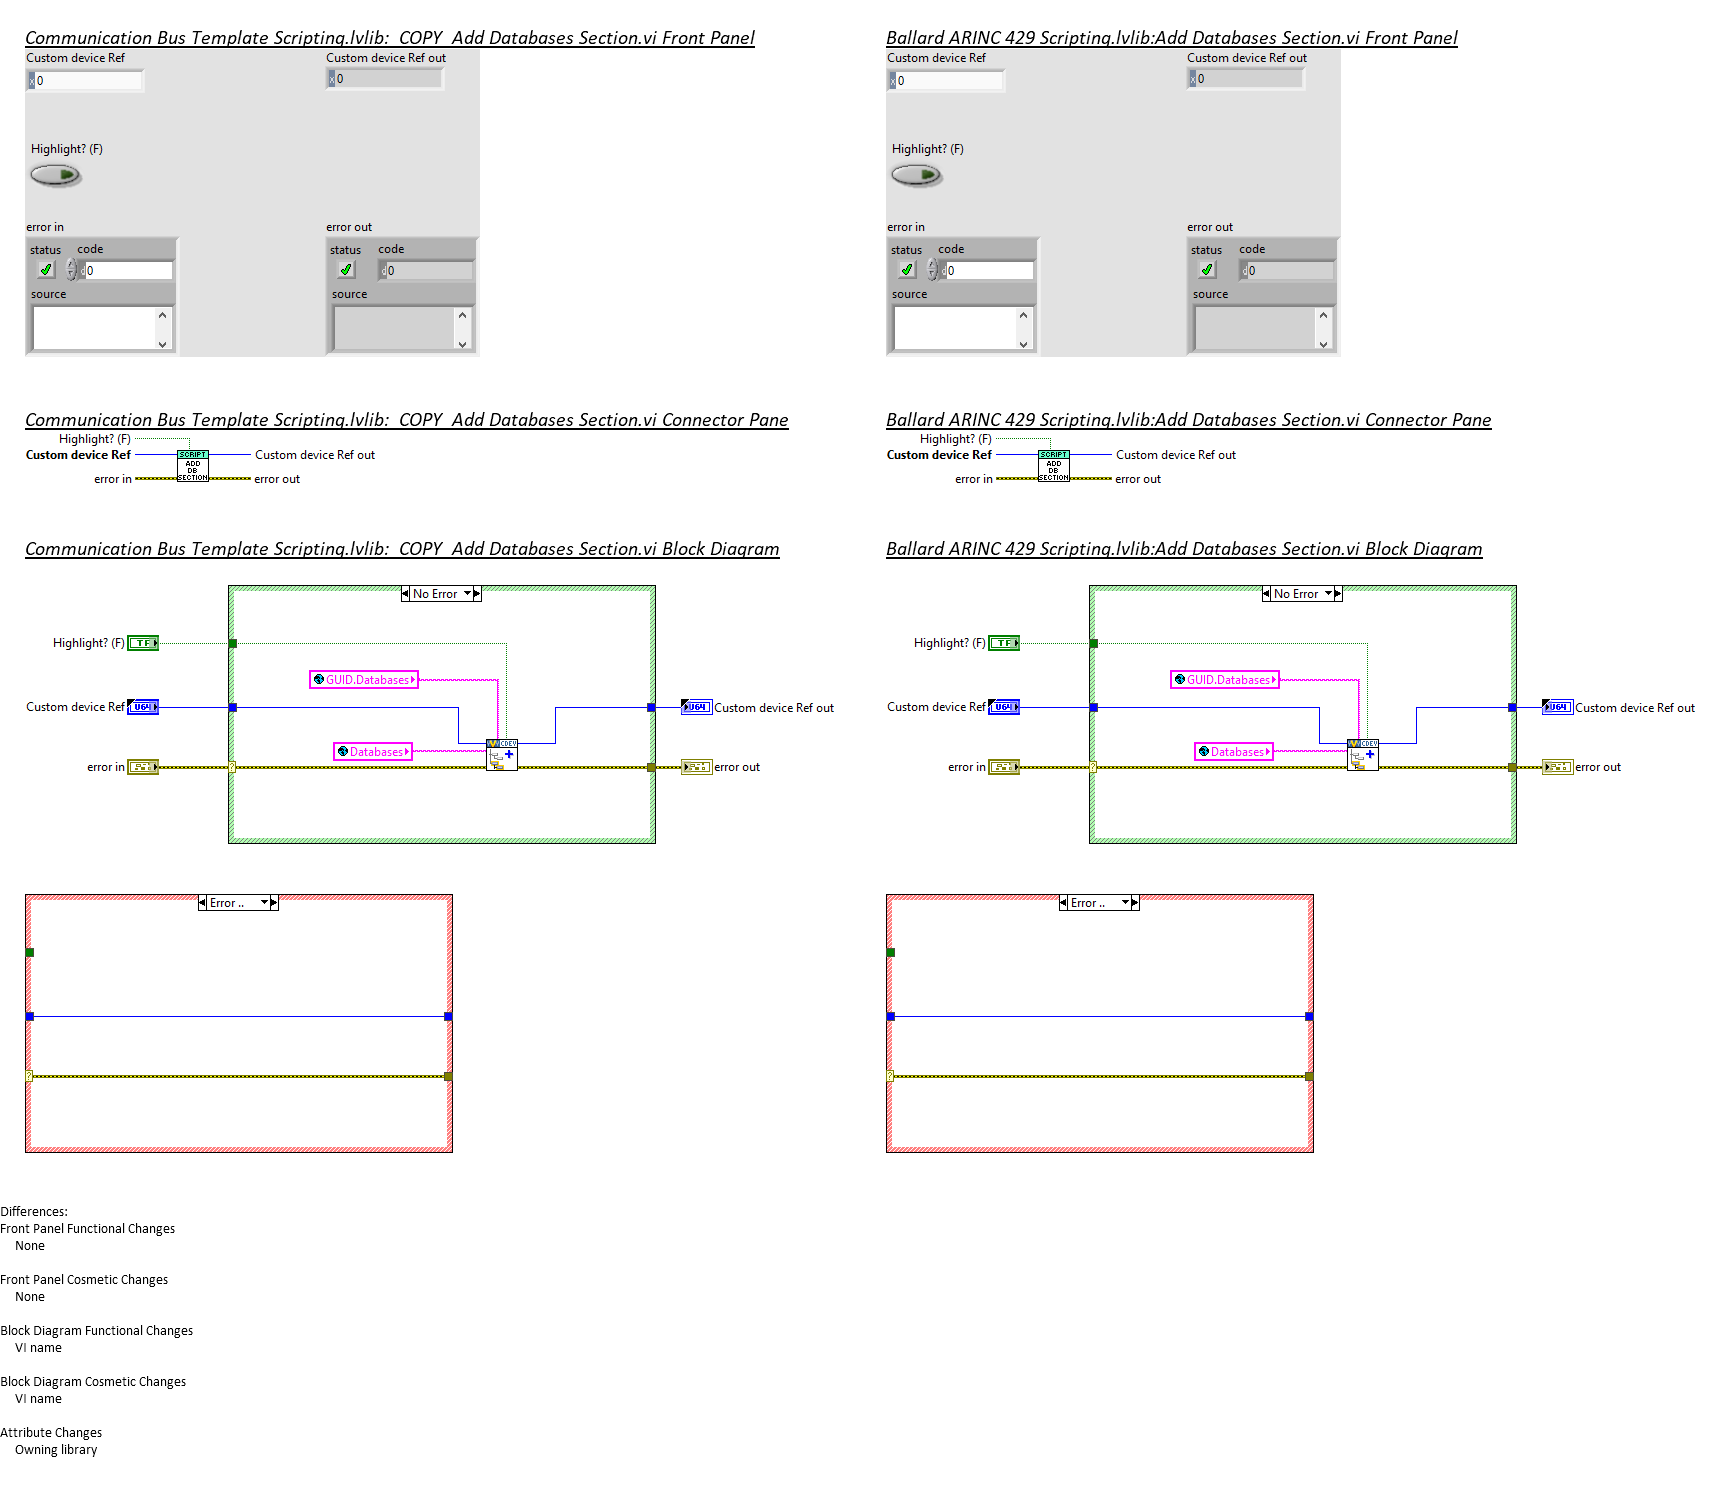 Communication Bus Template Scripting.lvlib:_COPY_Add Databases Section.vi Front Panel
Custom device Ref
x 0
Custom device Ref out
x 0
Highlight? (F)
error in
status code
d 0
source
error out
status code
d 0
source
Ballard ARINC 429 Scripting.lvlib:Add Databases Section.vi Front Panel
Custom device Ref
x 0
Custom device Ref out
x 0
Highlight? (F)
error in
status code
d 0
source
error out
status code
d 0
source
Communication Bus Template Scripting.lvlib:_COPY_Add Databases Section.vi Connector Pane
Highlight? (F)
Custom device Ref
error in
SCRIPT
ADD
DB
SECTION
Custom device Ref out
error out
Ballard ARINC 429 Scripting.lvlib:Add Databases Section.vi Connector Pane
Highlight? (F)
Custom device Ref
error in
SCRIPT
ADD
DB
SECTION
Custom device Ref out
error out
Communication Bus Template Scripting.lvlib:_COPY_Add Databases Section.vi Block Diagram
No Error
Highlight? (F) TF
GUID.Databases
Custom device Ref U64
U64 Custom device Ref out
CDEV
Databases
error in
?
error out
Error ..
?
Ballard ARINC 429 Scripting.lvlib:Add Databases Section.vi Block Diagram
No Error
Highlight? (F) TF
GUID.Databases
Custom device Ref U64
U64 Custom device Ref out
CDEV
Databases
error in
?
error out
Error ..
?
Differences:
Front Panel Functional Changes
None
Front Panel Cosmetic Changes
None
Block Diagram Functional Changes
VI name
Block Diagram Cosmetic Changes
VI name
Attribute Changes
Owning library